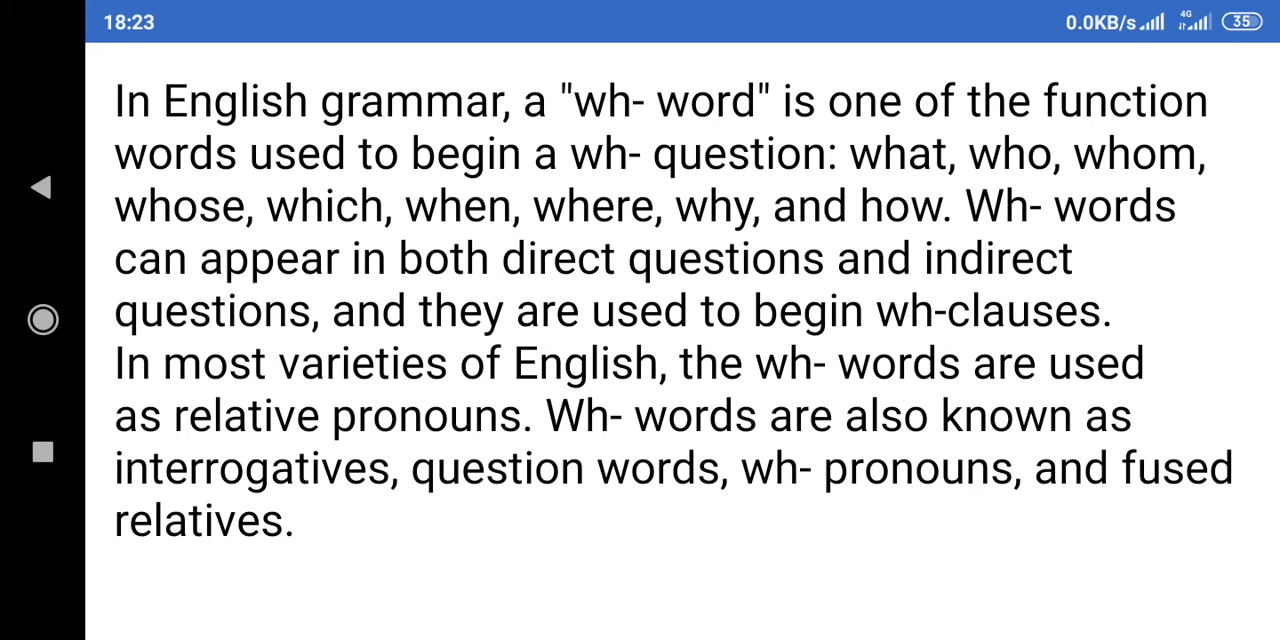 18:23
0.0KB/s 4G 35
In English grammar, a "wh- word" is one of the function
words used to begin a wh- question: what, who, whom,
whose, which, when, where, why, and how. Wh- words
can appear in both direct questions and indirect
questions, and they are used to begin wh-clauses.
In most varieties of English, the wh- words are used
as relative pronouns. Wh- words are also known as
interrogatives, question words, wh- pronouns, and fused
relatives.